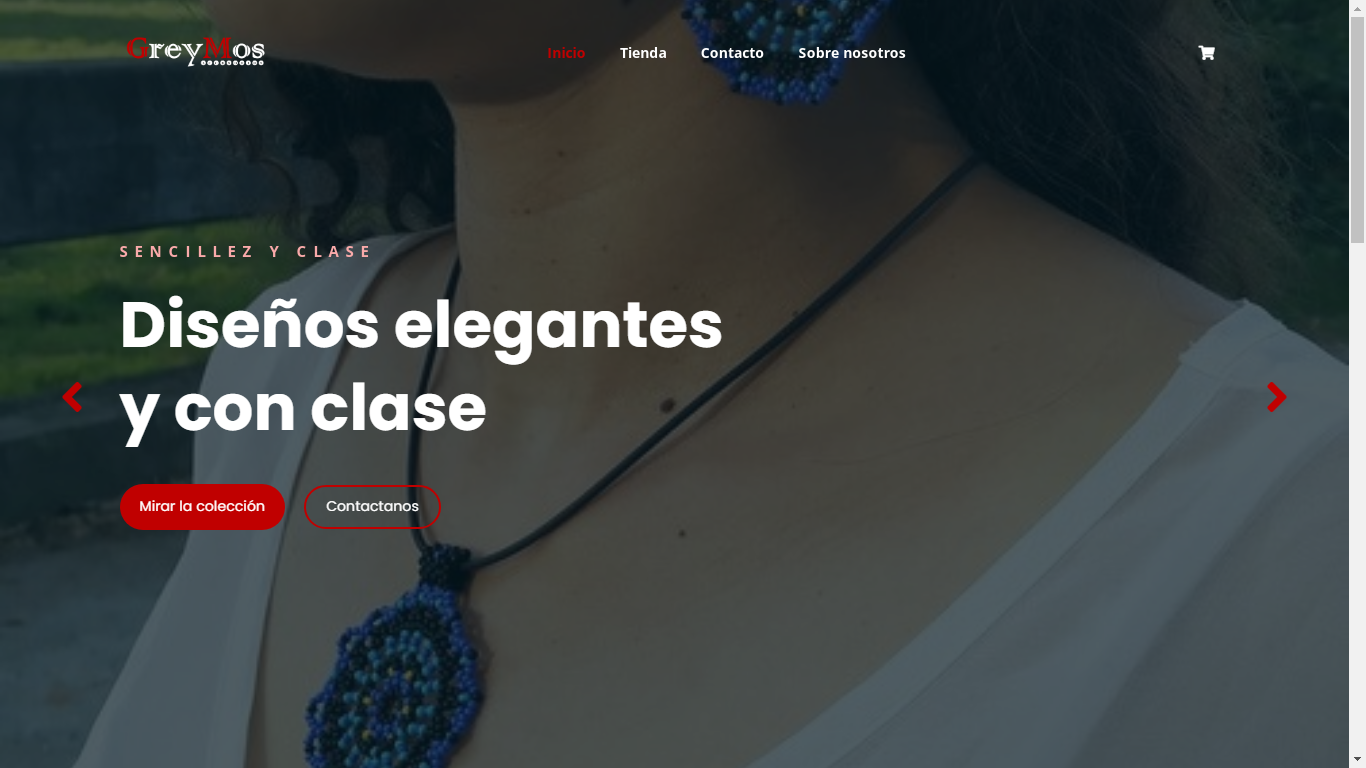 GreyMos
Inicio Tienda Contacto Sobre nosotros
SENCILLEZ Y CLASE
Diseños elegantes
y con clase
Mirar la colección Contactanos